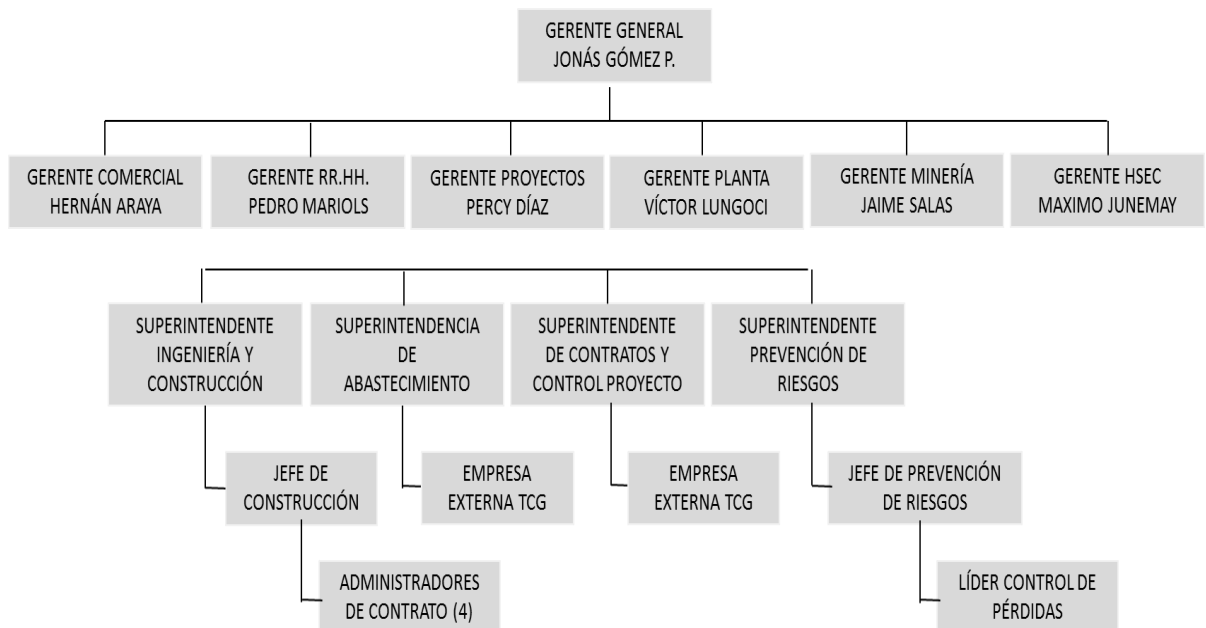 GERENTE GENERAL
JONÁS GÓMEZ P.
GERENTE COMERCIAL
HERNÁN ARAYA
GERENTE RR.HH.
PEDRO MARIOLS
GERENTE PROYECTOS
PERCY DÍAZ
GERENTE PLANTA
VÍCTOR LUNGOCI
GERENTE MINERÍA
JAIME SALAS
GERENTE HSEC
MAXIMO JUNEMAY
SUPERINTENDENTE
INGENIERÍA Y
CONSTRUCCIÓN
SUPERINTENDENCIA
DE
ABASTECIMIENTO
SUPERINTENDENTE
DE CONTRATOS Y
CONTROL PROYECTO
SUPERINTENDENTE
PREVENCIÓN DE
RIESGOS
JEFE DE
CONSTRUCCIÓN
EMPRESA
EXTERNA TCG
EMPRESA
EXTERNA TCG
JEFE DE PREVENCIÓN
DE RIESGOS
ADMINISTRADORES
DE CONTRATO (4)
LÍDER CONTROL DE
PÉRDIDAS